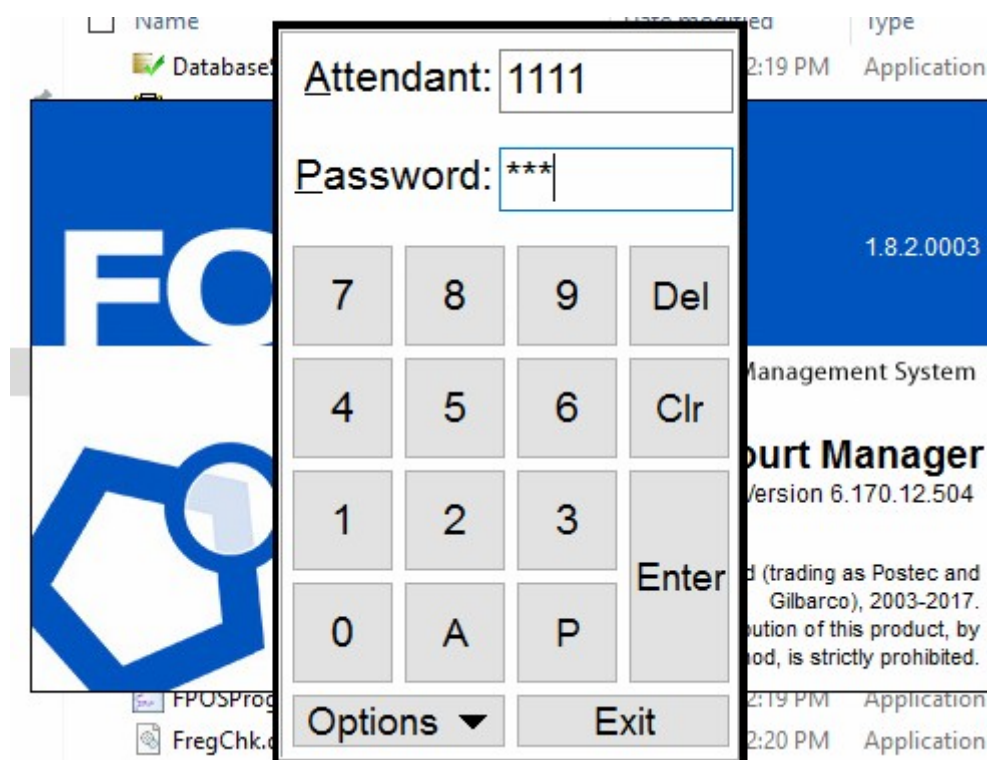 Name Date modified Type
Database 2:19 PM Application
Attendant: 1111
Password: ***
FO
1.8.2.0003
7 8 9 Del
Management System
4 5 6 Clr
ourt Manager
Version 6.170.12.504
1 2 3
Enter
d (trading as Postec and
Gilbarco), 2003-2017.
bution of this product, by
hod, is strictly prohibited.
0 A P
FPOSProg 2:19 PM Application
Options Exit
FregChk. 2:20 PM Application